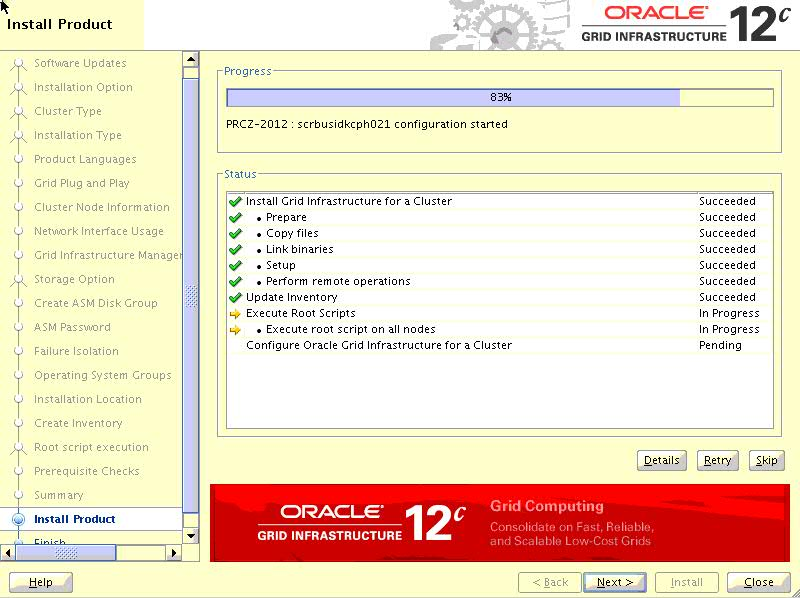 Install Product
ORACLE
GRID INFRASTRUCTURE
12c
Software Updates
Installation Option
Cluster Type
Installation Type
Product Languages
Grid Plug and Play
Cluster Node Information
Network Interface Usage
Grid Infrastructure Manager
Storage Option
Create ASM Disk Group
ASM Password
Failure Isolation
Operating System Groups
Installation Location
Create Inventory
Root script execution
Prerequisite Checks
Summary
Install Product
Finish
Progress
83%
PRCZ-2012 : scrbusidkcph021 configuration started
Status
Install Grid Infrastructure for a Cluster Succeeded
• Prepare Succeeded
• Copy files Succeeded
• Link binaries Succeeded
• Setup Succeeded
• Perform remote operations Succeeded
Update Inventory Succeeded
Execute Root Scripts In Progress
• Execute root script on all nodes In Progress
Configure Oracle Grid Infrastructure for a Cluster Pending
Details Retry Skip
ORACLE
GRID INFRASTRUCTURE
12c
Grid Computing
Consolidate on Fast, Reliable,
and Scalable Low-Cost Grids
Help < Back Next > Install Close